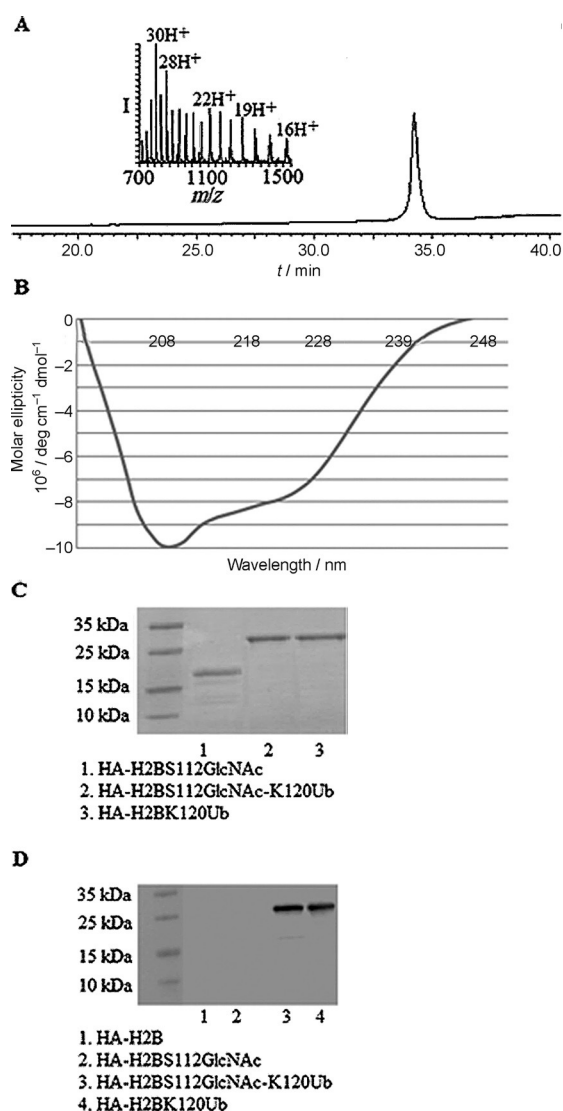 A
30H+
28H+
22H+
19H+
16H+
I
700 1100 1500
m/z
20.0 25.0 30.0 35.0 40.0
t / min
B
Molar ellipticity
10⁶ / deg cm⁻¹ dmol⁻¹
0
208 218 228 239 248
−2
−4
−6
−8
−10
Wavelength / nm
C
35 kDa
25 kDa
15 kDa
10 kDa
1 2 3
1. HA-H2BS112GlcNAc
2. HA-H2BS112GlcNAc-K120Ub
3. HA-H2BK120Ub
D
35 kDa
25 kDa
15 kDa
10 kDa
1 2 3 4
1. HA-H2B
2. HA-H2BS112GlcNAc
3. HA-H2BS112GlcNAc-K120Ub
4. HA-H2BK120Ub